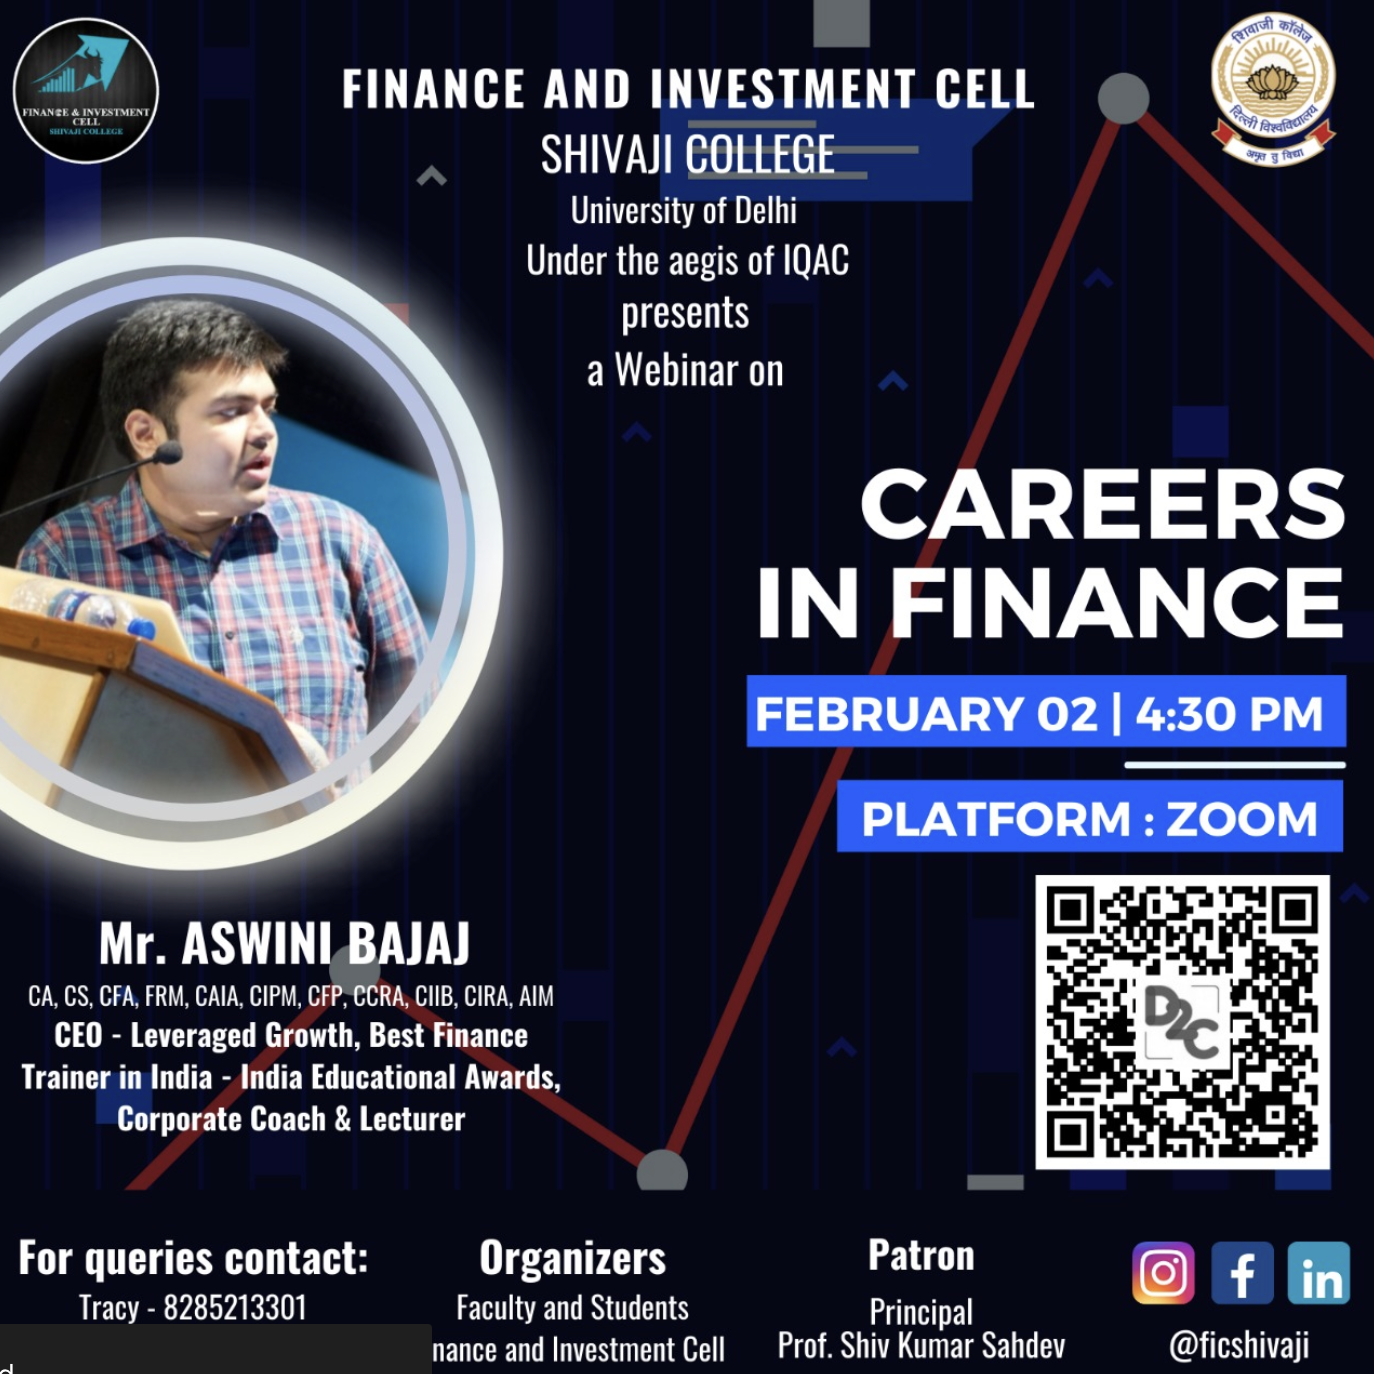 FINANCE & INVESTMENT
CELL
SHIVAJI COLLEGE
FINANCE AND INVESTMENT CELL
SHIVAJI COLLEGE
University of Delhi
Under the aegis of IQAC
presents
a Webinar on
शिवाजी कॉलेज
दिल्ली विश्वविद्यालय
अमृत तु विद्या
CAREERS
IN FINANCE
FEBRUARY 02 | 4:30 PM
PLATFORM : ZOOM
D2C
Mr. ASWINI BAJAJ
CA, CS, CFA, FRM, CAIA, CIPM, CFP, CCRA, CIIB, CIRA, AIM
CEO - Leveraged Growth, Best Finance
Trainer in India - India Educational Awards,
Corporate Coach & Lecturer
For queries contact:
Tracy - 8285213301
Organizers
Faculty and Students
nance and Investment Cell
Patron
Principal
Prof. Shiv Kumar Sahdev
in
@ficshivaji